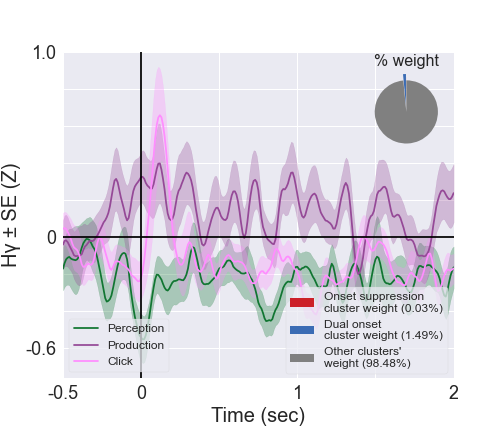 % weight
1.0
0
-0.6
Hγ ± SE (Z)
Perception
Production
Click
Onset suppression
cluster weight (0.03%)
Dual onset
cluster weight (1.49%)
Other clusters'
weight (98.48%)
-0.5
0
1
2
Time (sec)